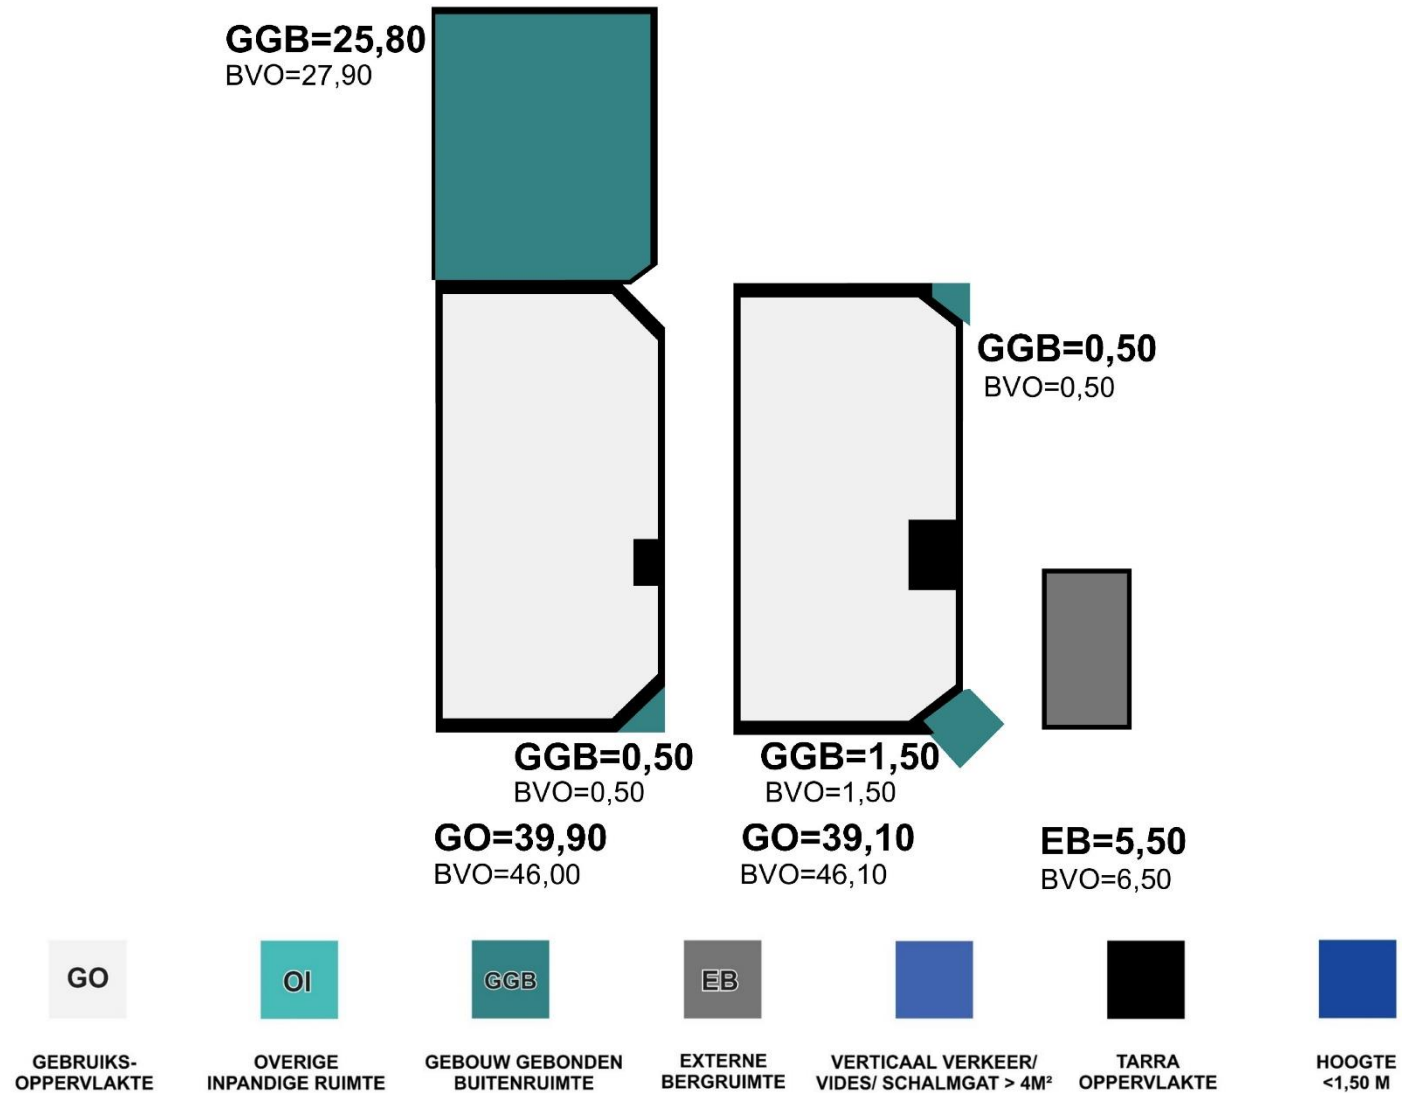 GGB=25,80
BVO=27,90
GGB=0,50
BVO=0,50
GGB=0,50
BVO=0,50
GO=39,90
BVO=46,00
GGB=1,50
BVO=1,50
GO=39,10
BVO=46,10
EB=5,50
BVO=6,50
GO
OI
GGB
EB
GEBRUIKS-
OPPERVLAKTE
OVERIGE
INPANDIGE RUIMTE
GEBOUW GEBONDEN
BUITENRUIMTE
EXTERNE
BERGRUIMTE
VERTICAAL VERKEER/
VIDES/ SCHALMGAT > 4M²
TARRA
OPPERVLAKTE
HOOGTE
<1,50 M